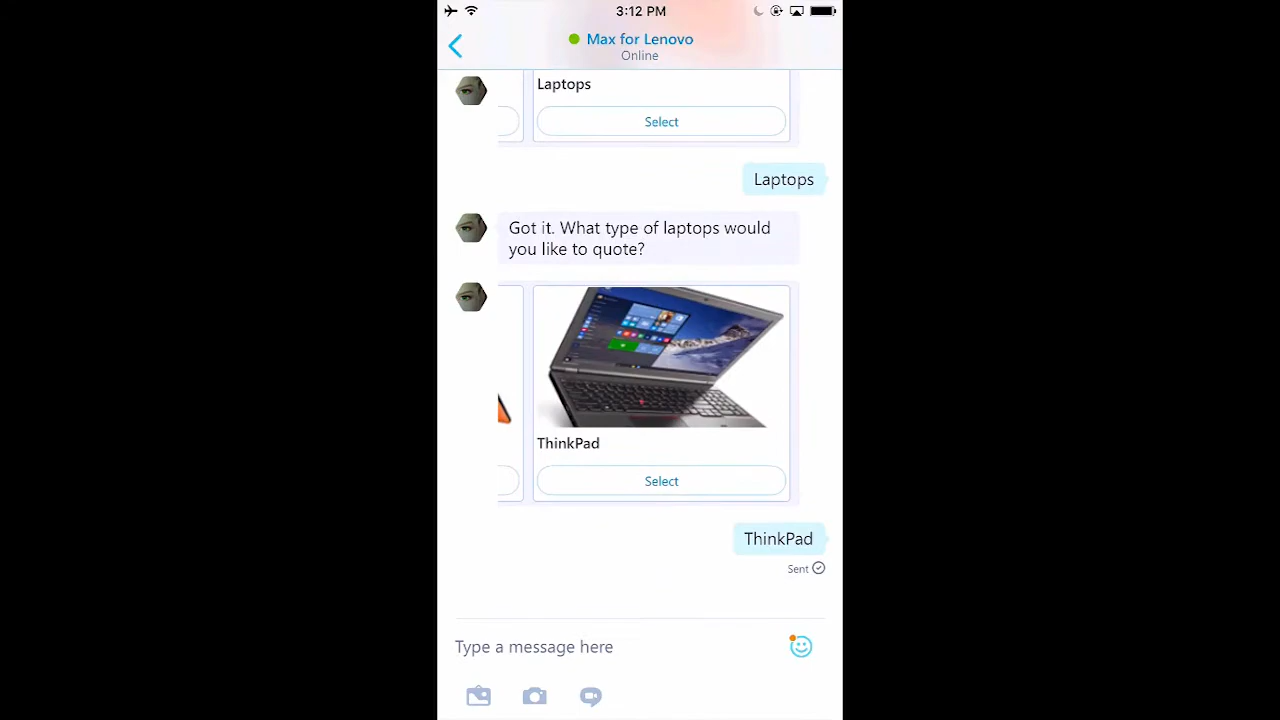 3:12 PM
Max for Lenovo
Online
Laptops
Select
Laptops
Got it. What type of laptops would
you like to quote?
ThinkPad
Select
ThinkPad
Sent
Type a message here